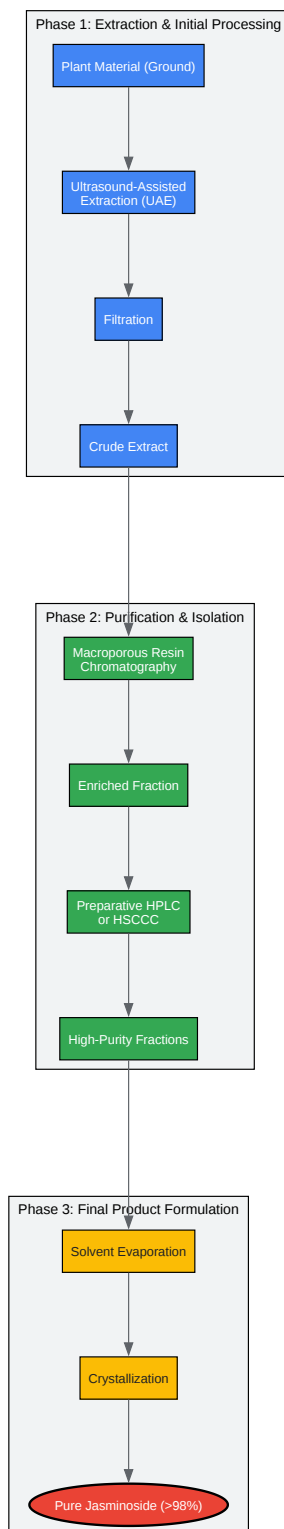 Phase 1: Extraction & Initial Processing
Plant Material (Ground)
Ultrasound-Assisted
Extraction (UAE)
Filtration
Crude Extract
Phase 2: Purification & Isolation
Macroporous Resin
Chromatography
Enriched Fraction
Preparative HPLC
or HSCCC
High-Purity Fractions
Phase 3: Final Product Formulation
Solvent Evaporation
Crystallization
Pure Jasminoside (>98%)